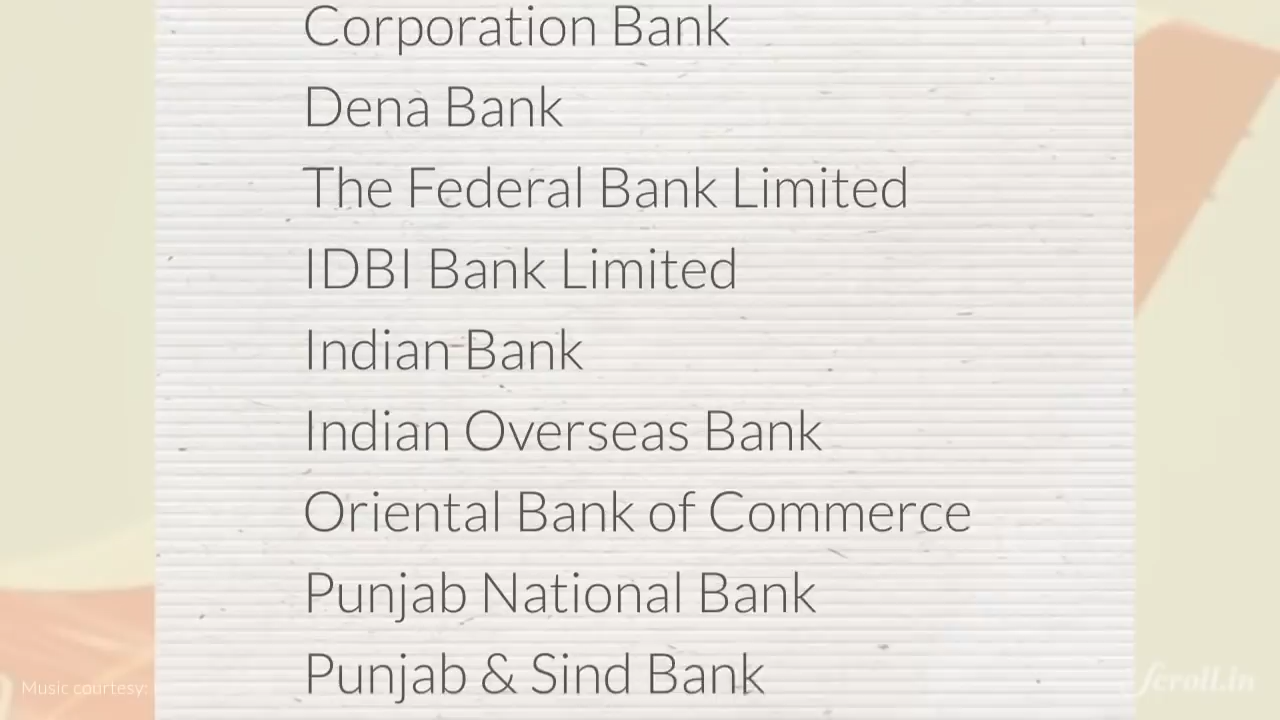 Corporation Bank
Dena Bank
The Federal Bank Limited
IDBI Bank Limited
Indian Bank
Indian Overseas Bank
Oriental Bank of Commerce
Punjab National Bank
Punjab & Sind Bank
Music courtesy:
Scroll.in